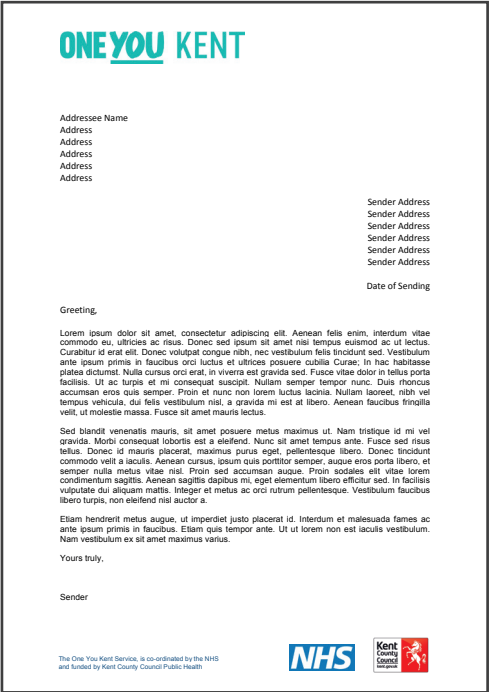 ONE YOU KENT
Addressee Name
Address
Address
Address
Address
Address
Sender Address
Sender Address
Sender Address
Sender Address
Sender Address
Sender Address
Date of Sending
Greeting,
Lorem ipsum dolor sit amet, consectetur adipiscing elit. Aenean felis enim, interdum vitae
commodo eu, ultricies ac risus. Donec sed ipsum sit amet nisi tempus euismod ac ut lectus.
Curabitur id erat elit. Donec volutpat congue nibh, nec vestibulum felis tincidunt sed. Vestibulum
ante ipsum primis in faucibus orci luctus et ultrices posuere cubilia Curae; In hac habitasse
platea dictumst. Nulla cursus orci erat, in viverra est gravida sed. Fusce vitae dolor in tellus porta
facilisis. Ut ac turpis et mi consequat suscipit. Nullam semper tempor nunc. Duis rhoncus
accumsan eros quis semper. Proin et nunc non lorem luctus lacinia. Nullam laoreet, nibh vel
tempus vehicula, dui felis vestibulum nisl, a gravida mi est at libero. Aenean faucibus fringilla
velit, ut molestie massa. Fusce sit amet mauris lectus.
Sed blandit venenatis mauris, sit amet posuere metus maximus ut. Nam tristique id mi vel
gravida. Morbi consequat lobortis est a eleifend. Nunc sit amet tempus ante. Fusce sed risus
tellus. Donec id mauris placerat, maximus purus eget, pellentesque libero. Donec tincidunt
commodo velit a iaculis. Aenean cursus, ipsum quis porttitor semper, augue eros porta libero, et
semper nulla metus vitae nisl. Proin sed accumsan augue. Proin sodales elit vitae lorem
condimentum sagittis. Aenean sagittis dapibus mi, eget elementum libero efficitur sed. In facilisis
vulputate dui aliquam mattis. Integer et metus ac orci rutrum pellentesque. Vestibulum faucibus
libero turpis, non eleifend nisl auctor a.
Etiam hendrerit metus augue, ut imperdiet justo placerat id. Interdum et malesuada fames ac
ante ipsum primis in faucibus. Etiam quis tempor ante. Ut ut lorem non est iaculis vestibulum.
Nam vestibulum ex sit amet maximus varius.
Yours truly,
Sender
The One You Kent Service, is co-ordinated by the NHS
and funded by Kent County Council Public Health
NHS
Kent
County
Council
kent.gov.uk